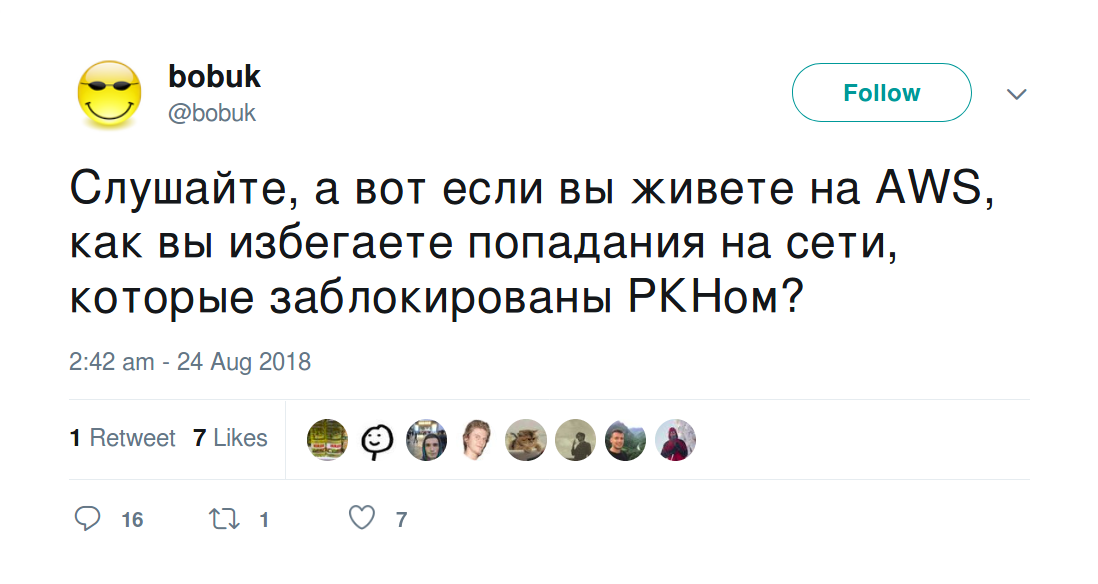 bobuk
@bobuk
Follow
Слушайте, а вот если вы живете на AWS,
как вы избегаете попадания на сети,
которые заблокированы РКНом?
2:42 am - 24 Aug 2018
1 Retweet 7 Likes
16 1 7